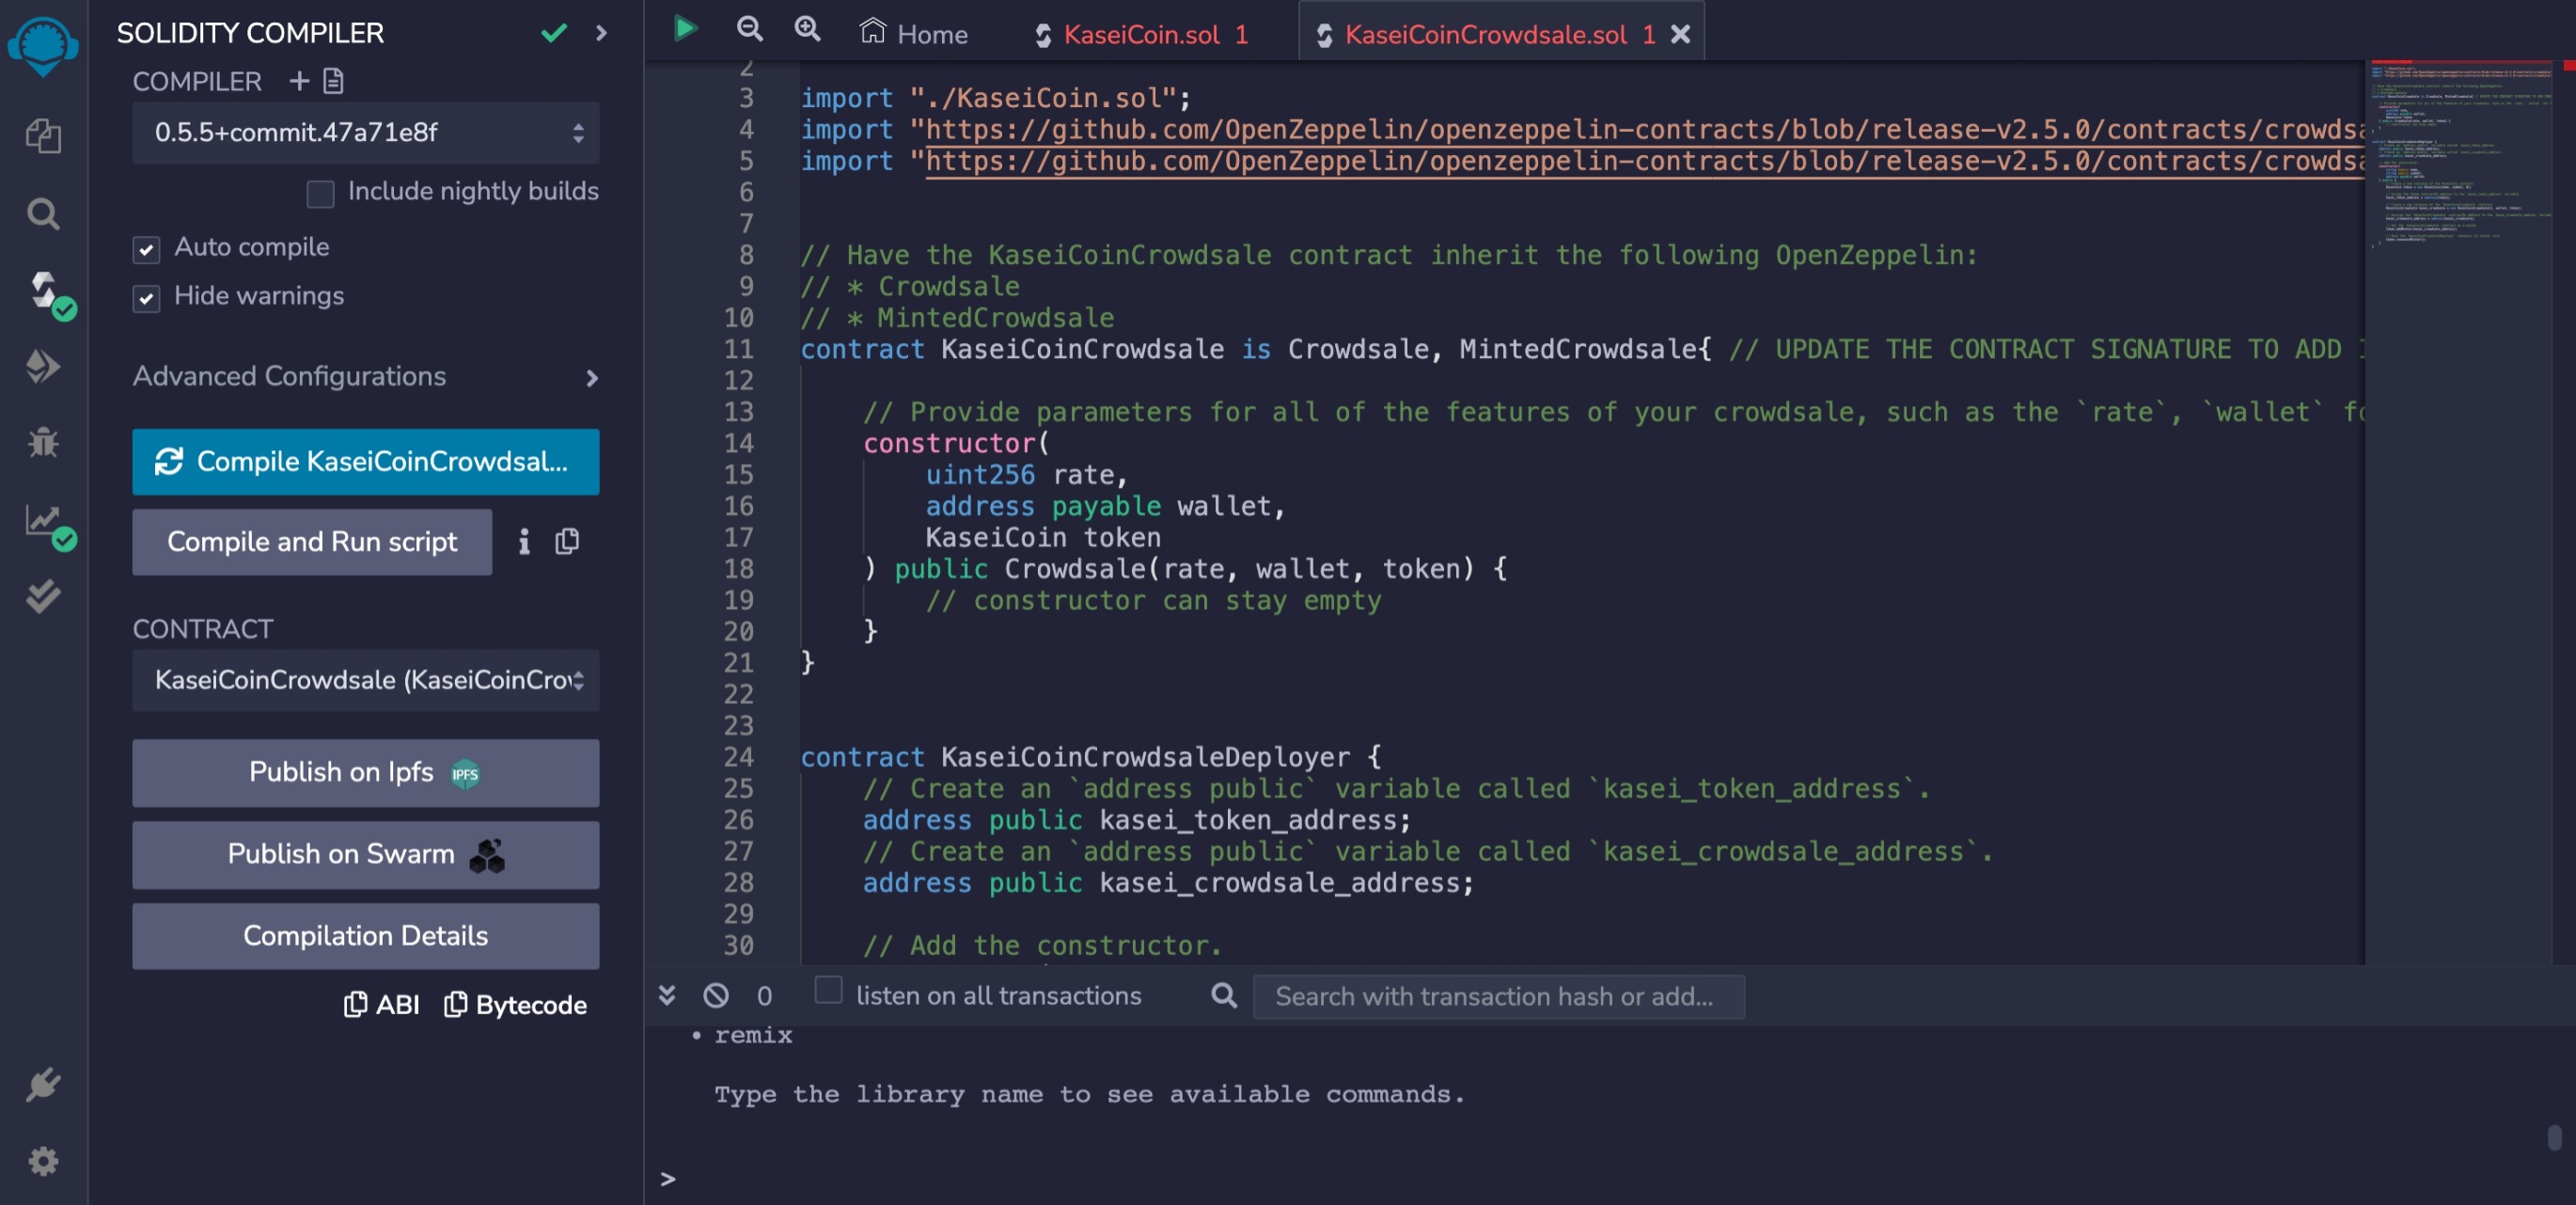 SOLIDITY COMPILER
COMPILER
0.5.5+commit.47a71e8f
Include nightly builds
Auto compile
Hide warnings
Advanced Configurations
Compile KaseiCoinCrowdsal...
Compile and Run script
CONTRACT
KaseiCoinCrowdsale (KaseiCoinCrow
Publish on Ipfs IPFS
Publish on Swarm
Compilation Details
ABI Bytecode
Home KaseiCoin.sol 1 KaseiCoinCrowdsale.sol 1
2
3 import "./KaseiCoin.sol";
4 import "https://github.com/OpenZeppelin/openzeppelin-contracts/blob/release-v2.5.0/contracts/crowdsa
5 import "https://github.com/OpenZeppelin/openzeppelin-contracts/blob/release-v2.5.0/contracts/crowdsa
6
7
8 // Have the KaseiCoinCrowdsale contract inherit the following OpenZeppelin:
9 // * Crowdsale
10 // * MintedCrowdsale
11 contract KaseiCoinCrowdsale is Crowdsale, MintedCrowdsale{ // UPDATE THE CONTRACT SIGNATURE TO ADD
12
13 // Provide parameters for all of the features of your crowdsale, such as the `rate`, `wallet` fo
14 constructor(
15 uint256 rate,
16 address payable wallet,
17 KaseiCoin token
18 ) public Crowdsale(rate, wallet, token) {
19 // constructor can stay empty
20 }
21 }
22
23
24 contract KaseiCoinCrowdsaleDeployer {
25 // Create an `address public` variable called `kasei_token_address`.
26 address public kasei_token_address;
27 // Create an `address public` variable called `kasei_crowdsale_address`.
28 address public kasei_crowdsale_address;
29
30 // Add the constructor.
0 listen on all transactions Search with transaction hash or add...
• remix
Type the library name to see available commands.
>